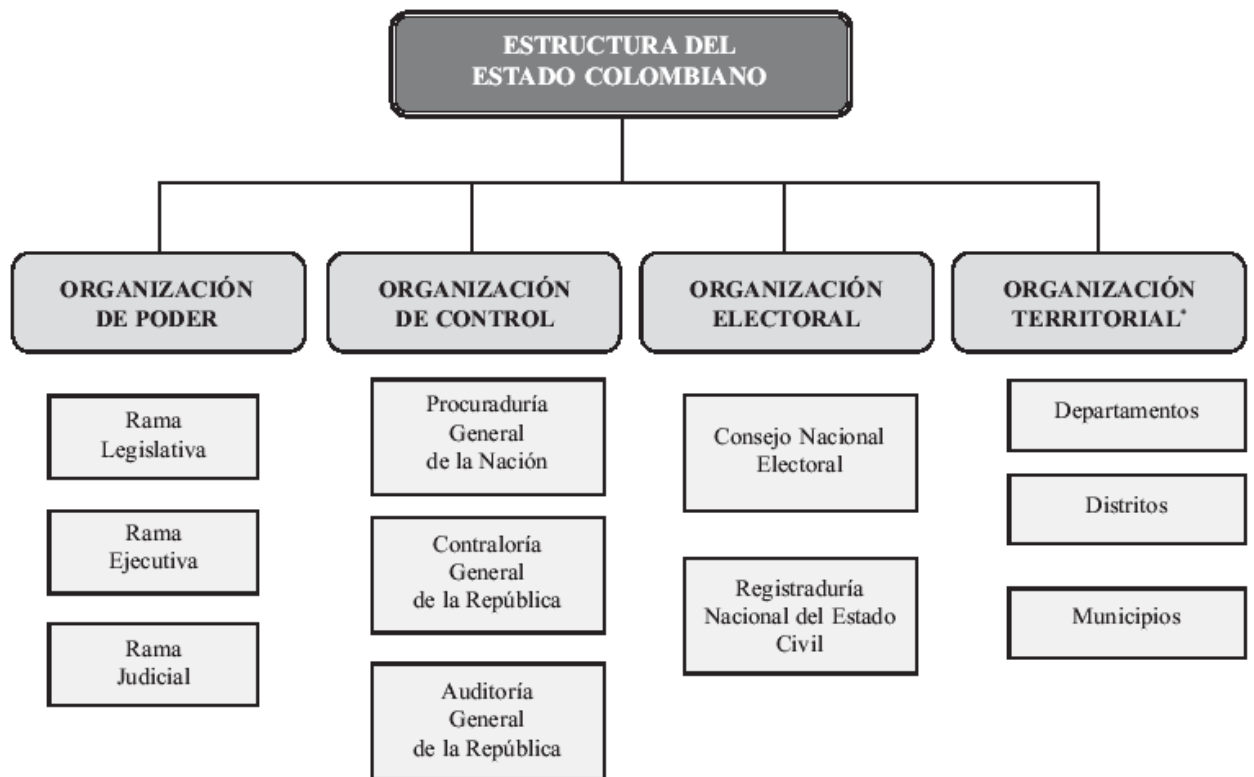 ESTRUCTURA DEL
ESTADO COLOMBIANO
ORGANIZACIÓN
DE PODER
Rama
Legislativa
Rama
Ejecutiva
Rama
Judicial
ORGANIZACIÓN
DE CONTROL
Procuraduría
General
de la Nación
Contraloría
General
de la República
Auditoría
General
de la República
ORGANIZACIÓN
ELECTORAL
Consejo Nacional
Electoral
Registraduría
Nacional del Estado
Civil
ORGANIZACIÓN
TERRITORIAL*
Departamentos
Distritos
Municipios